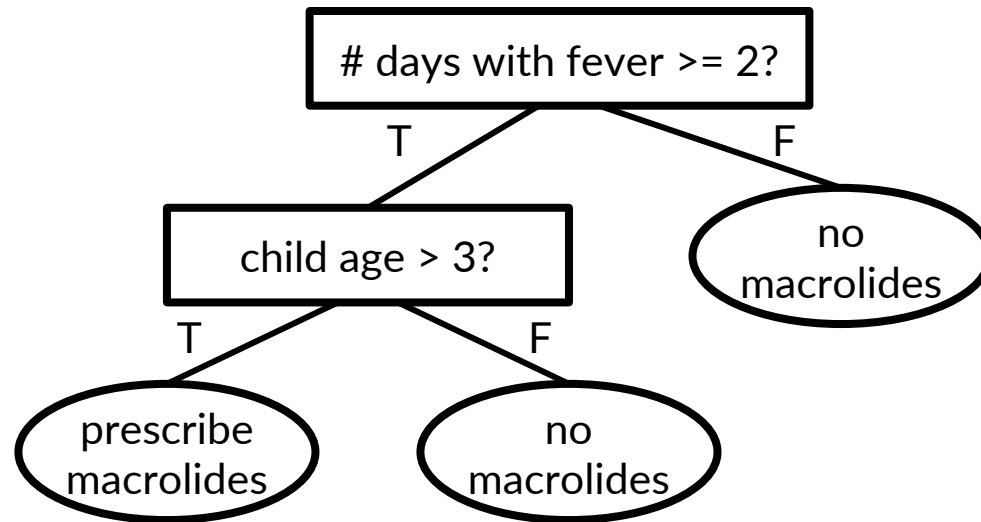 # days with fever >= 2?
T
F
child age > 3?
no
macrolides
T
F
prescribe
macrolides
no
macrolides